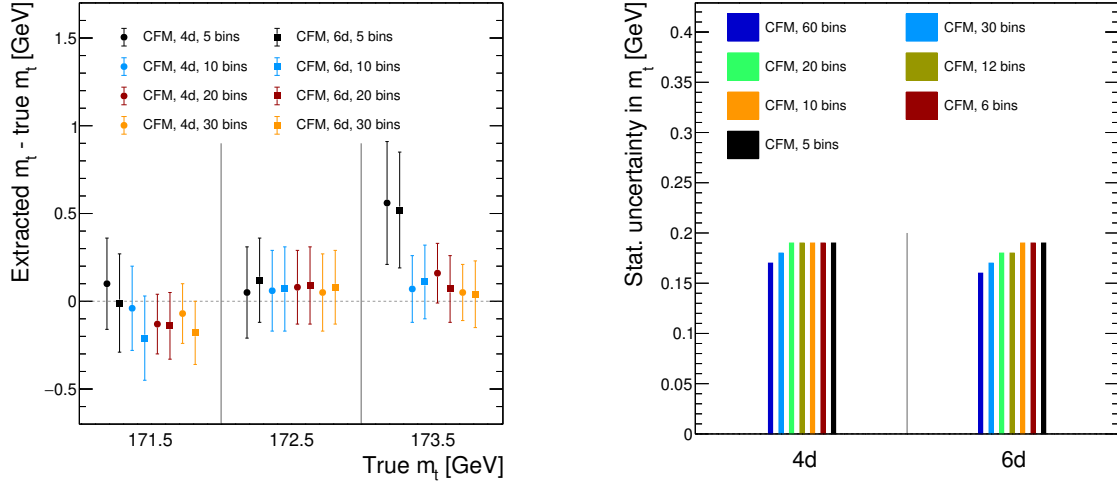 Extracted m_t - true m_t [GeV]
1.5
1
0.5
0
−0.5
CFM, 4d, 5 bins
CFM, 6d, 5 bins
CFM, 4d, 10 bins
CFM, 6d, 10 bins
CFM, 4d, 20 bins
CFM, 6d, 20 bins
CFM, 4d, 30 bins
CFM, 6d, 30 bins
171.5
172.5
173.5
True m_t [GeV]
Stat. uncertainty in m_t [GeV]
0.4
0.35
0.3
0.25
0.2
0.15
0.1
0.05
0
CFM, 60 bins
CFM, 30 bins
CFM, 20 bins
CFM, 12 bins
CFM, 10 bins
CFM, 6 bins
CFM, 5 bins
4d
6d